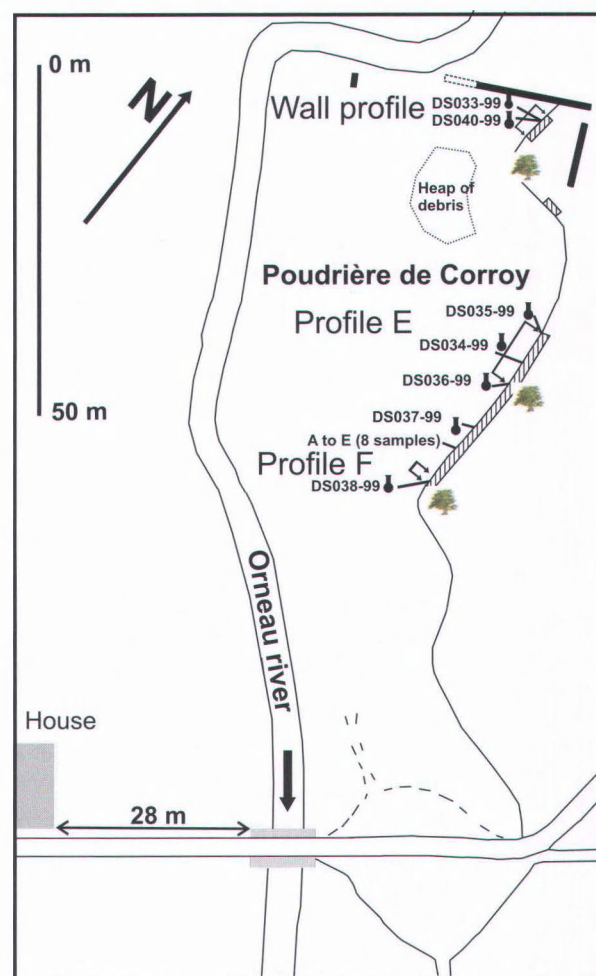 0 m
N
Wall profile
DS033-99
DS040-99
Heap of
debris
Poudrière de Corroy
DS035-99
Profile E
DS034-99
DS036-99
DS037-99
A to E (8 samples)
Profile F
DS038-99
50 m
Orneau river
House
28 m